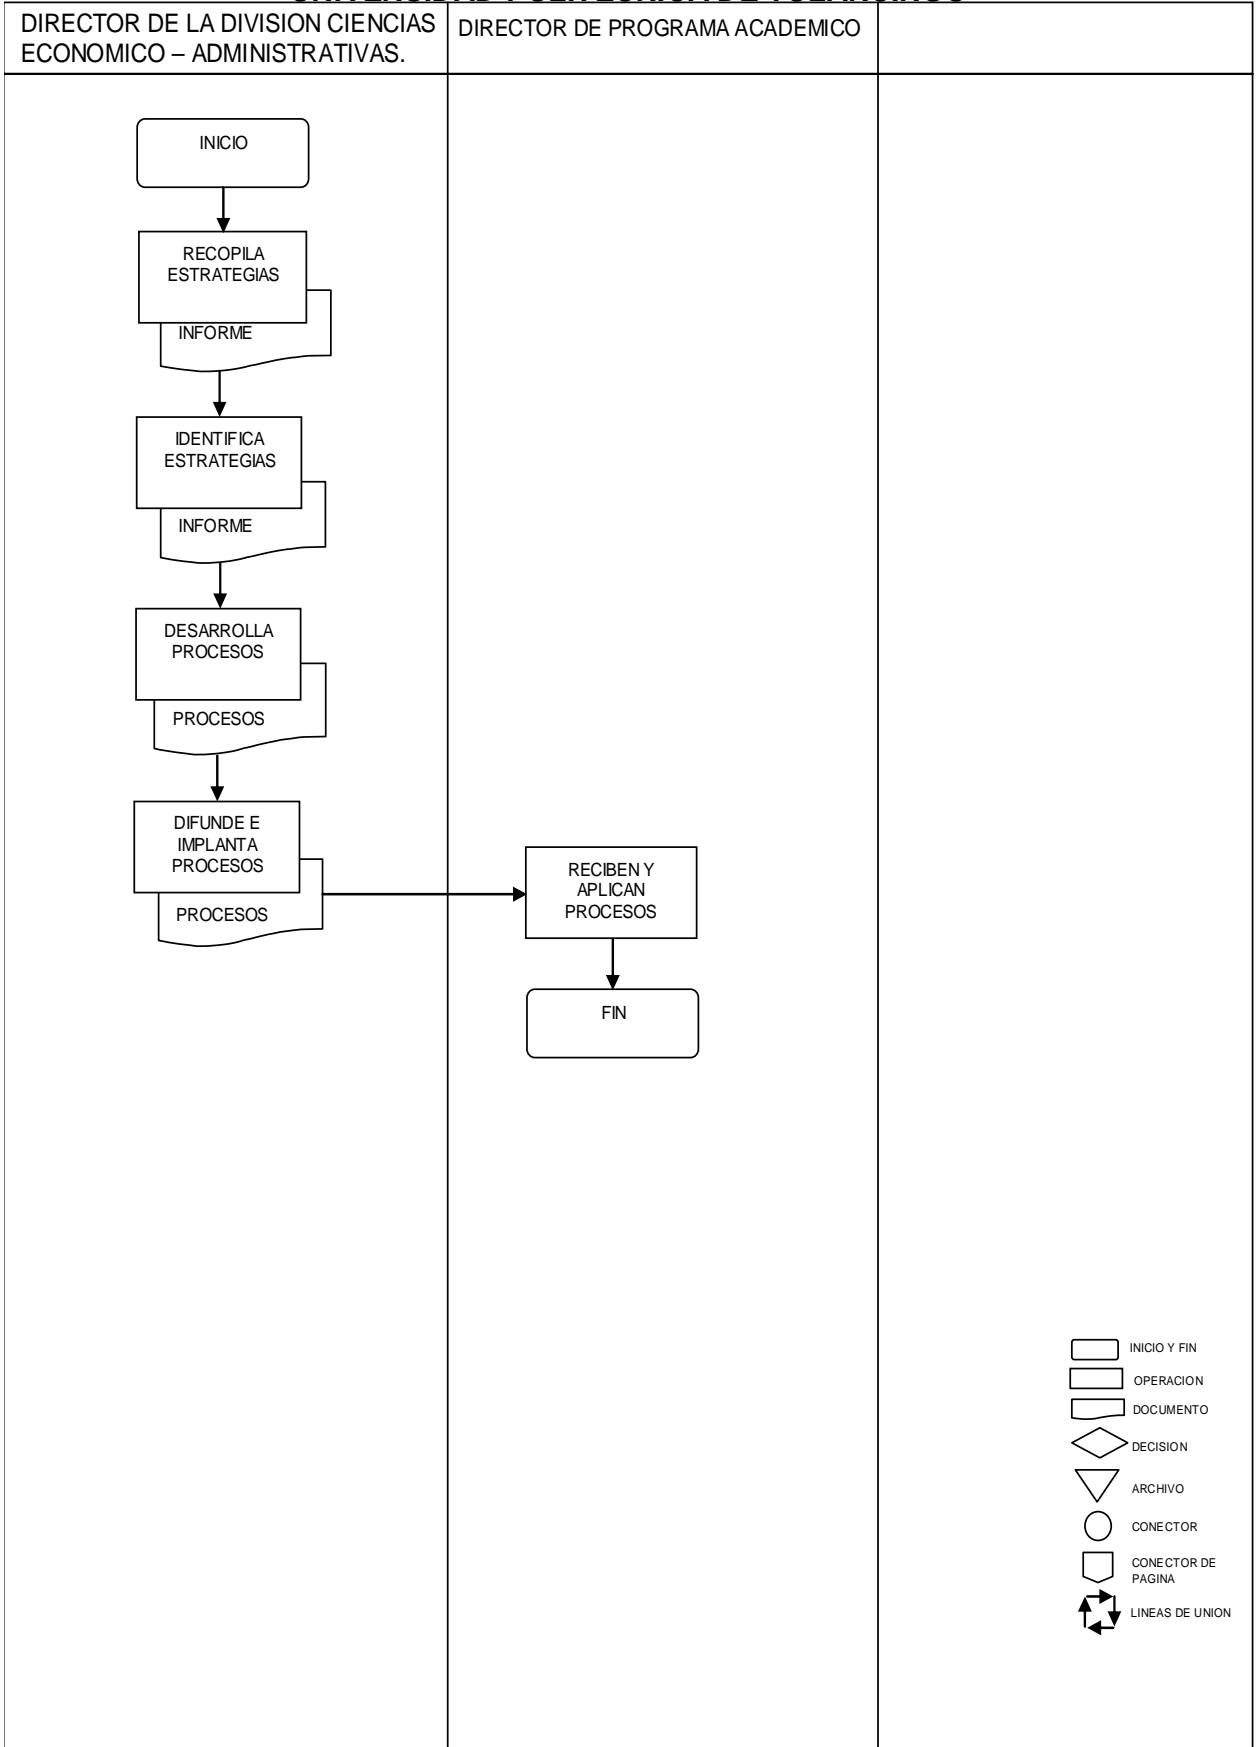 DIRECTOR DE LA DIVISION CIENCIAS
ECONOMICO – ADMINISTRATIVAS.
DIRECTOR DE PROGRAMA ACADEMICO
INICIO
RECOPILA
ESTRATEGIAS
INFORME
IDENTIFICA
ESTRATEGIAS
INFORME
DESARROLLA
PROCESOS
PROCESOS
DIFUNDE E
IMPLANTA
PROCESOS
PROCESOS
RECIBEN Y
APLICAN
PROCESOS
FIN
INICIO Y FIN
OPERACION
DOCUMENTO
DECISION
ARCHIVO
CONECTOR
CONECTOR DE
PAGINA
LINEAS DE UNION